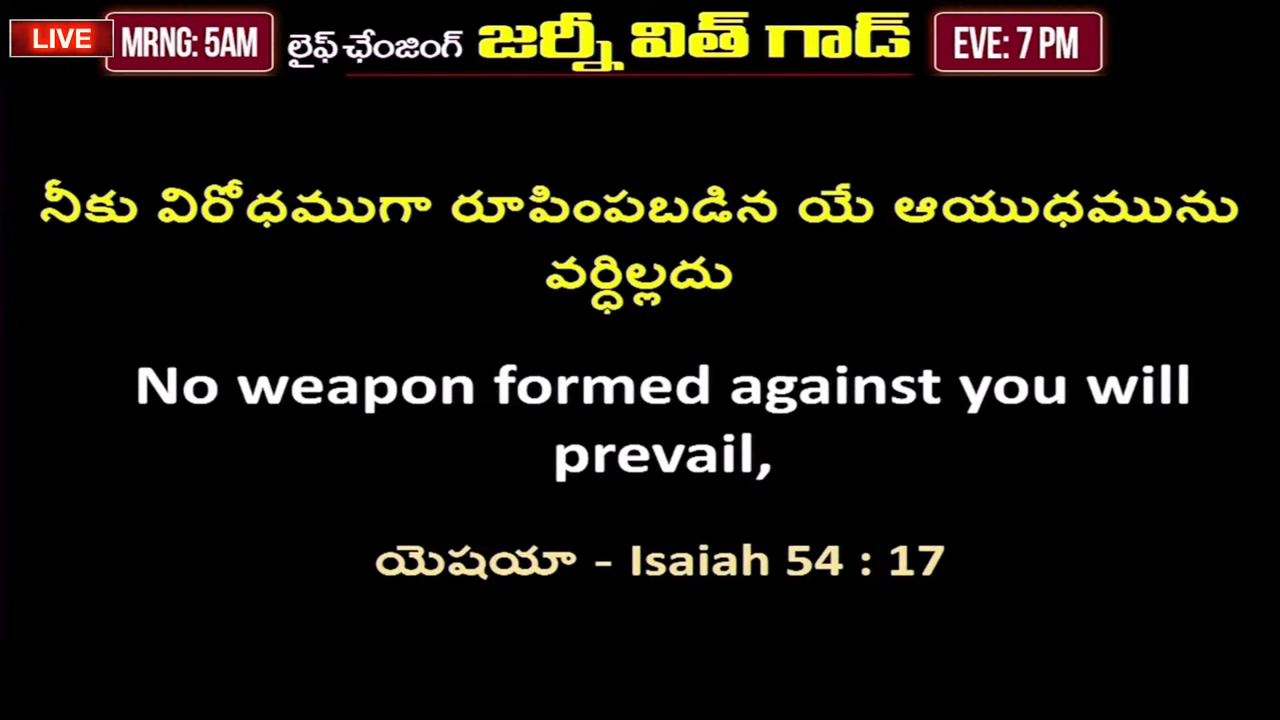 LIVE MRNG: 5AM లైఫ్ ఛేంజింగ్ జర్నీ విత్ గాడ్ EVE: 7 PM
నీకు విరోధముగా రూపింపబడిన యే ఆయుధమును
వర్ధిల్లదు
No weapon formed against you will
prevail,
యెషయా - Isaiah 54 : 17